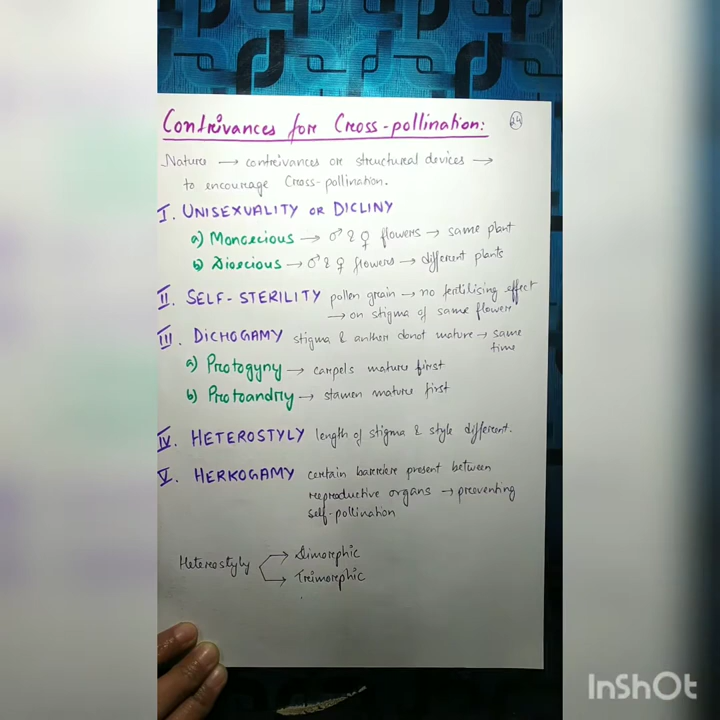 Contrivances for Cross-pollination: 24
Nature → contrivances or structural devices →
to encourage Cross-pollination.
I. UNISEXUALITY OR DICLINY
a) Monoecious → ♂ & ♀ flowers → same plant
b) Dioecious → ♂ & ♀ flowers → different plants
II. SELF-STERILITY pollen grain → no fertilising effect
→ on stigma of same flower
III. DICHOGAMY stigma & anther donot mature → same
time
a) Protogyny → carpels mature first
b) Protoandry → stamen mature first
IV. HETEROSTYLY length of stigma & style different.
V. HERKOGAMY certain barriers present between
reproductive organs → preventing
self-pollination
Heterostyly → Dimorphic
→ Trimorphic
InShOt